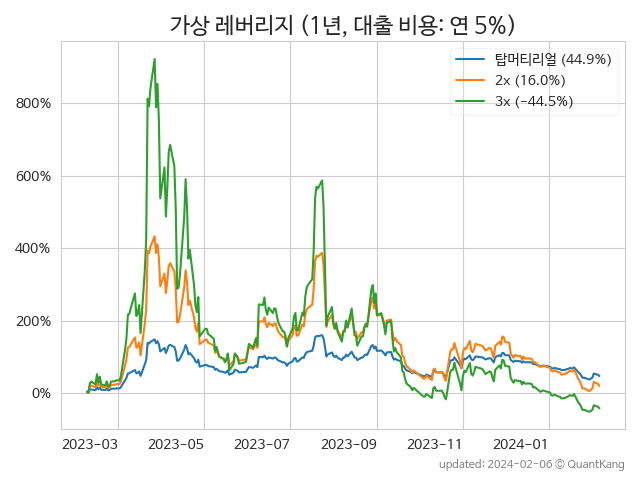 가상 레버리지 (1년, 대출 비용: 연 5%)
탑머티리얼 (44.9%)
2x (16.0%)
3x (−44.5%)
800%
600%
400%
200%
0%
2023-03 2023-05 2023-07 2023-09 2023-11 2024-01
updated: 2024-02-06 © QuantKang